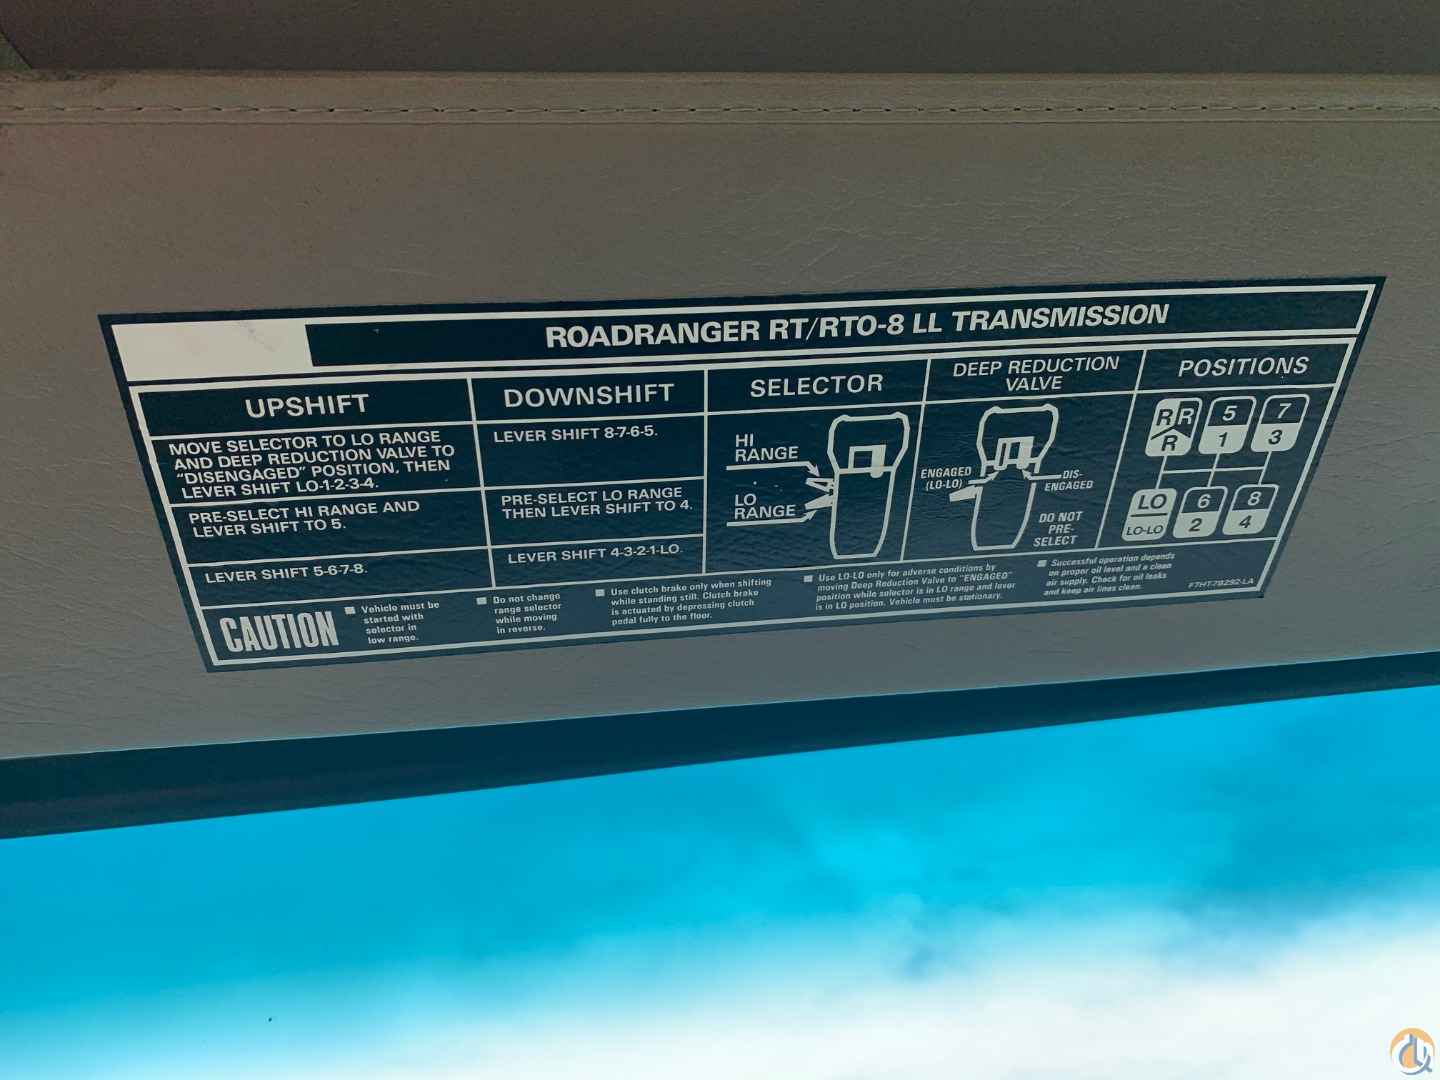 ROADRANGER RT/RTO-8 LL TRANSMISSION
UPSHIFT
MOVE SELECTOR TO LO RANGE
AND DEEP REDUCTION VALVE TO
"DISENGAGED" POSITION, THEN
LEVER SHIFT LO-1-2-3-4.
PRE-SELECT HI RANGE AND
LEVER SHIFT TO 5.
LEVER SHIFT 5-6-7-8.
DOWNSHIFT
LEVER SHIFT 8-7-6-5.
PRE-SELECT LO RANGE
THEN LEVER SHIFT TO 4.
LEVER SHIFT 4-3-2-1-LO.
SELECTOR
HI
RANGE
LO
RANGE
DEEP REDUCTION
VALVE
ENGAGED
(LO-LO)
DIS-
ENGAGED
DO NOT
PRE-
SELECT
POSITIONS
R R 5 7
R 1 3
LO 6 8
LO-LO 2 4
CAUTION
■ Vehicle must be
started with
selector in
low range.
■ Do not change
range selector
while moving
in reverse.
■ Use clutch brake only when shifting
while standing still. Clutch brake
is actuated by depressing clutch
pedal fully to the floor.
■ Use LO-LO only for adverse conditions by
moving Deep Reduction Valve to "ENGAGED"
position while selector is in LO range and lever
is in LO position. Vehicle must be stationary.
■ Successful operation depends
on proper oil level and a clean
air supply. Check for oil leaks
and keep air lines clean.
F7HT-7B292-LA